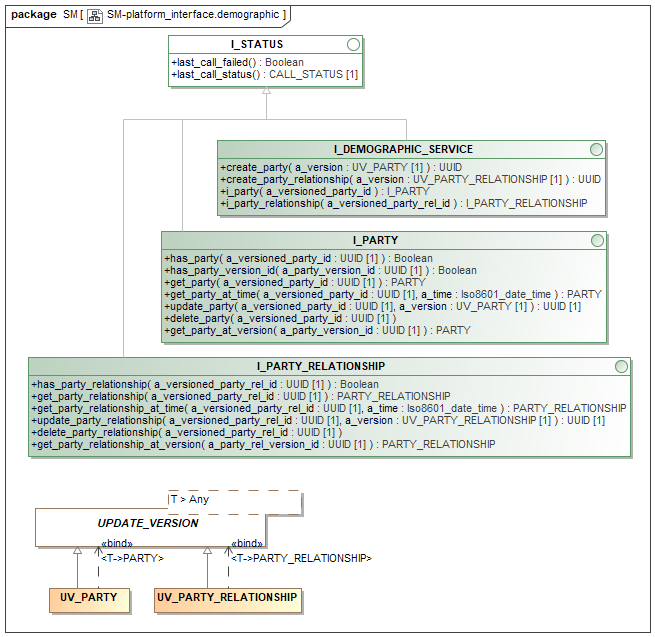 package SM [ SM-platform_interface.demographic ]
I_STATUS
+last_call_failed() : Boolean
+last_call_status() : CALL_STATUS [1]
I_DEMOGRAPHIC_SERVICE
+create_party( a_version : UV_PARTY [1] ) : UUID
+create_party_relationship( a_version : UV_PARTY_RELATIONSHIP [1] ) : UUID
+i_party( a_versioned_party_id ) : I_PARTY
+i_party_relationship( a_versioned_party_rel_id ) : I_PARTY_RELATIONSHIP
I_PARTY
+has_party( a_versioned_party_id : UUID [1] ) : Boolean
+has_party_version_id( a_party_version_id : UUID [1] ) : Boolean
+get_party( a_versioned_party_id : UUID [1] ) : PARTY
+get_party_at_time( a_versioned_party_id : UUID [1], a_time : Iso8601_date_time ) : PARTY
+update_party( a_versioned_party_id : UUID [1], a_version : UV_PARTY [1] ) : UUID [1]
+delete_party( a_versioned_party_id : UUID [1] )
+get_party_at_version( a_party_version_id : UUID [1] ) : PARTY
I_PARTY_RELATIONSHIP
+has_party_relationship( a_versioned_party_rel_id : UUID [1] ) : Boolean
+get_party_relationship( a_versioned_party_rel_id : UUID [1] ) : PARTY_RELATIONSHIP
+get_party_relationship_at_time( a_versioned_party_rel_id : UUID [1], a_time : Iso8601_date_time ) : PARTY_RELATIONSHIP
+update_party_relationship( a_versioned_party_rel_id : UUID [1], a_version : UV_PARTY_RELATIONSHIP [1] ) : UUID [1]
+delete_party_relationship( a_versioned_party_rel_id : UUID [1] )
+get_party_relationship_at_version( a_party_rel_version_id : UUID [1] ) : PARTY_RELATIONSHIP
T > Any
UPDATE_VERSION
«bind» «bind»
<T->PARTY> <T->PARTY_RELATIONSHIP>
UV_PARTY UV_PARTY_RELATIONSHIP